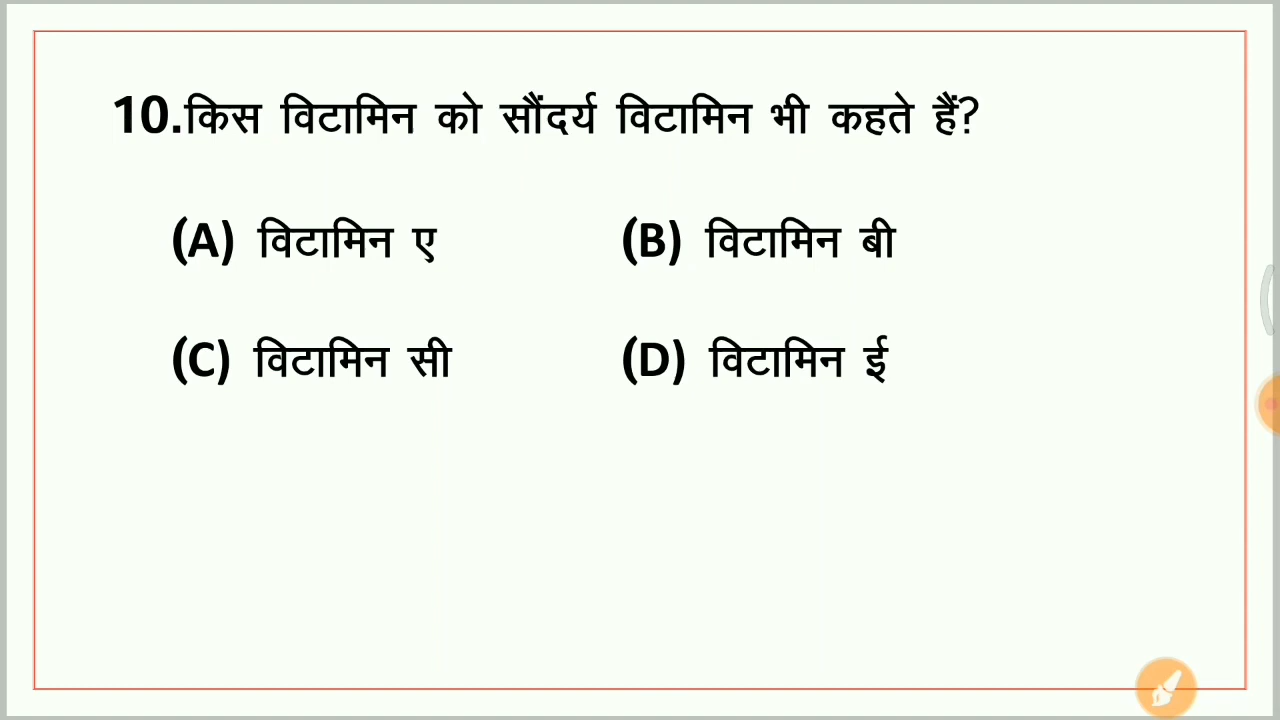 10.किस विटामिन को सौंदर्य विटामिन भी कहते हैं?
(A) विटामिन ए (B) विटामिन बी
(C) विटामिन सी (D) विटामिन ई